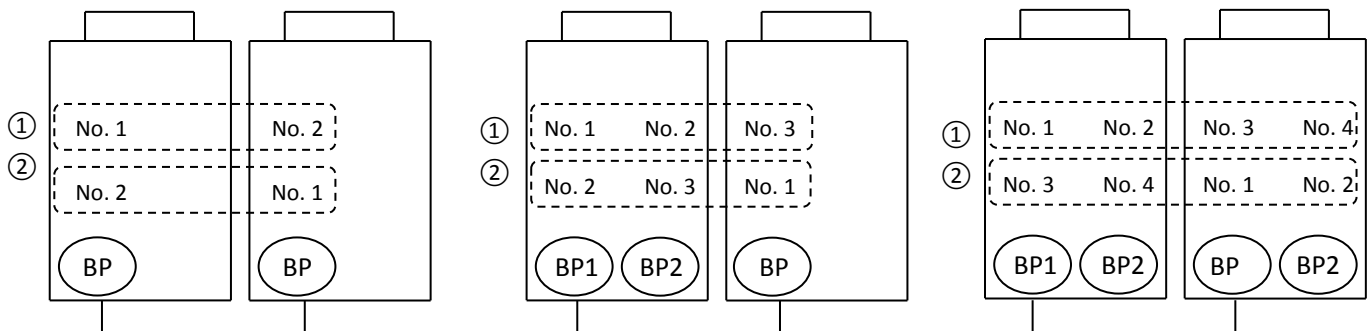 ① No. 1 No. 2
② No. 2 No. 1
BP BP
① No. 1 No. 2 No. 3
② No. 2 No. 3 No. 1
BP1 BP2 BP
① No. 1 No. 2 No. 3 No. 4
② No. 3 No. 4 No. 1 No. 2
BP1 BP2 BP BP2